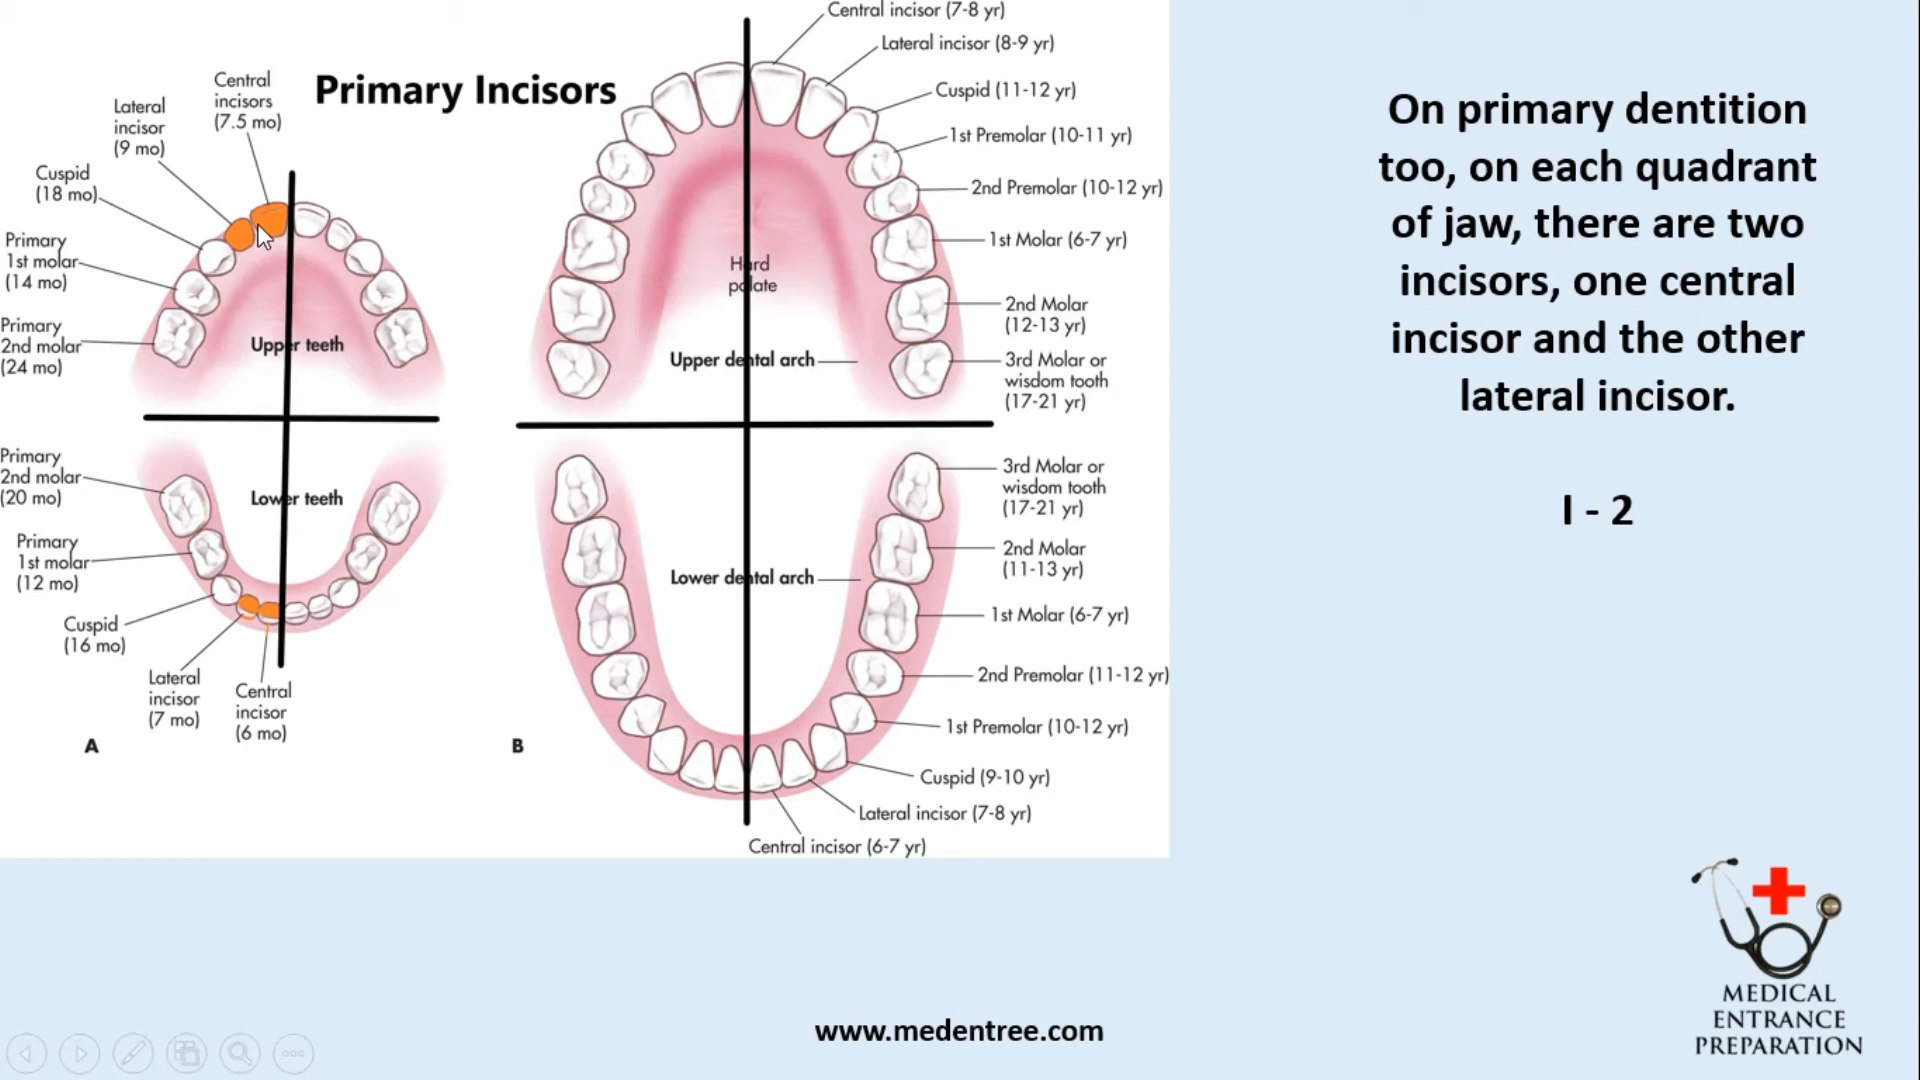 Primary Incisors
Central
incisors
(7.5 mo)
Lateral
incisor
(9 mo)
Cuspid
(18 mo)
Primary
1st molar
(14 mo)
Primary
2nd molar
(24 mo)
Upper teeth
Primary
2nd molar
(20 mo)
Lower teeth
Primary
1st molar
(12 mo)
Cuspid
(16 mo)
Lateral
incisor
(7 mo)
Central
incisor
(6 mo)
A
Central incisor (7-8 yr)
Lateral incisor (8-9 yr)
Cuspid (11-12 yr)
1st Premolar (10-11 yr)
2nd Premolar (10-12 yr)
1st Molar (6-7 yr)
Hard
palate
2nd Molar
(12-13 yr)
Upper dental arch
3rd Molar or
wisdom tooth
(17-21 yr)
3rd Molar or
wisdom tooth
(17-21 yr)
2nd Molar
(11-13 yr)
Lower dental arch
1st Molar (6-7 yr)
2nd Premolar (11-12 yr)
1st Premolar (10-12 yr)
Cuspid (9-10 yr)
Lateral incisor (7-8 yr)
Central incisor (6-7 yr)
B
On primary dentition
too, on each quadrant
of jaw, there are two
incisors, one central
incisor and the other
lateral incisor.
I - 2
www.medentree.com
MEDICAL
ENTRANCE
PREPARATION